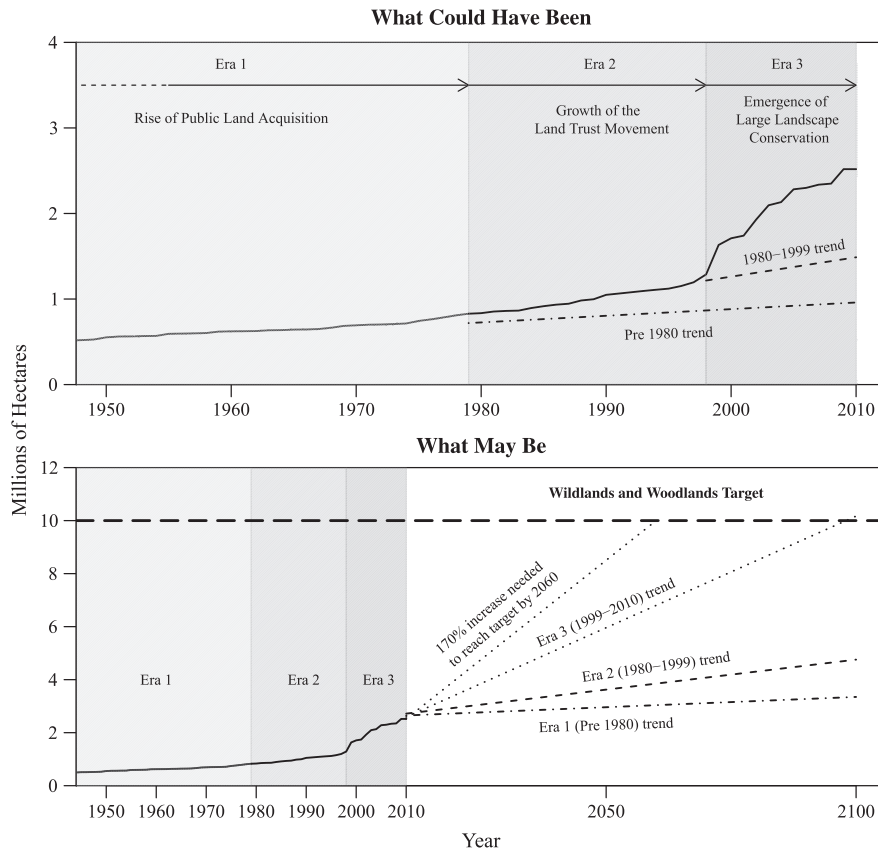 What Could Have Been
4
3
2
1
0
Era 1
Era 2
Era 3
Rise of Public Land Acquisition
Growth of the
Land Trust Movement
Emergence of
Large Landscape
Conservation
1980−1999 trend
Pre 1980 trend
1950
1960
1970
1980
1990
2000
2010
Millions of Hectares
What May Be
12
10
8
6
4
2
0
Wildlands and Woodlands Target
170% increase needed
to reach target by 2060
Era 3 (1999−2010) trend
Era 2 (1980−1999) trend
Era 1 (Pre 1980) trend
Era 1
Era 2
Era 3
1950
1960
1970
1980
1990
2000
2010
2050
2100
Year